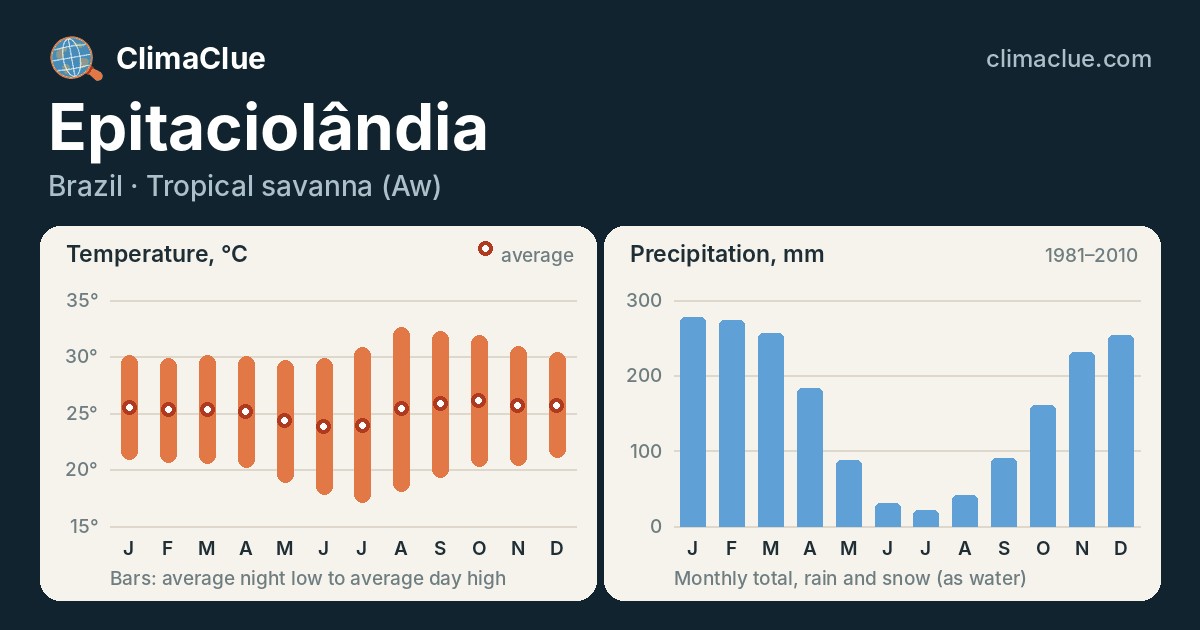 ClimaClue
climaclue.com
Epitaciolândia
Brazil · Tropical savanna (Aw)
Temperature, °C
average
35°
30°
25°
20°
15°
J F M A M J J A S O N D
Bars: average night low to average day high
Precipitation, mm
1981–2010
300
200
100
0
J F M A M J J A S O N D
Monthly total, rain and snow (as water)